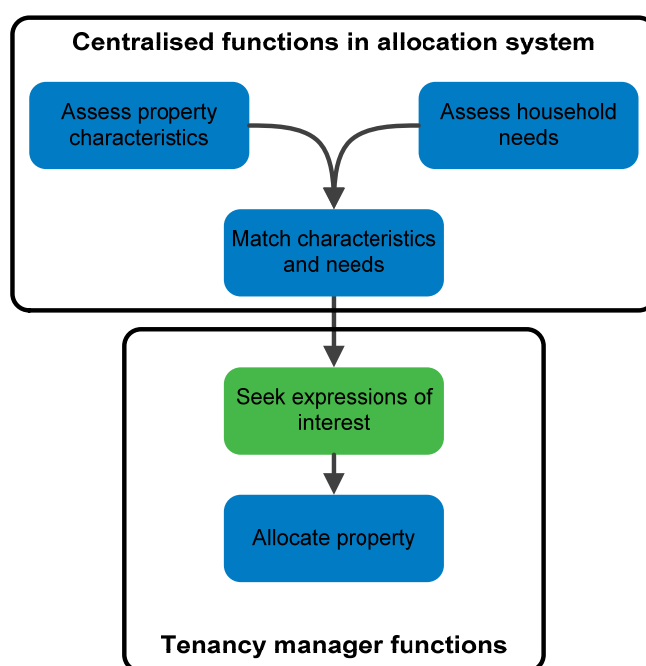 Centralised functions in allocation system
Assess property
characteristics
Assess household
needs
Match characteristics
and needs
Seek expressions of
interest
Allocate property
Tenancy manager functions